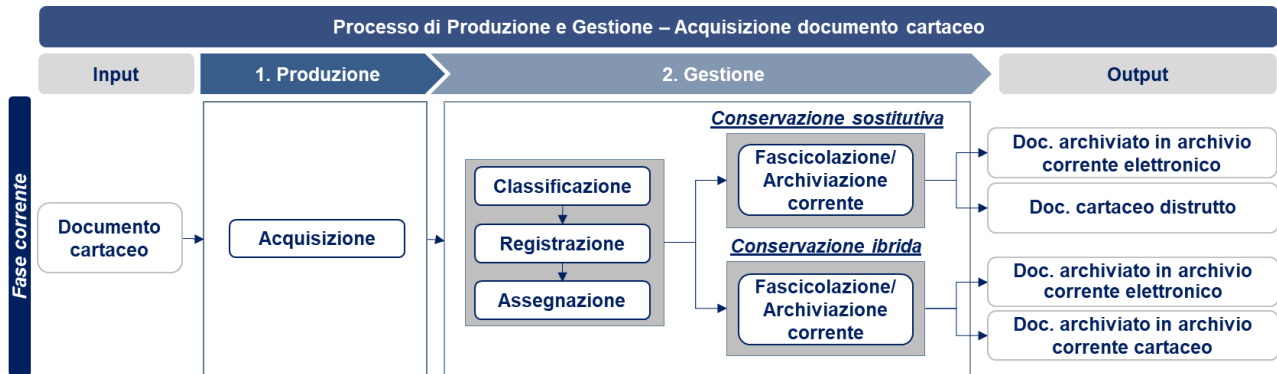 Processo di Produzione e Gestione – Acquisizione documento cartaceo
Input
1. Produzione
2. Gestione
Output
Fase corrente
Documento
cartaceo
Acquisizione
Classificazione
Registrazione
Assegnazione
Conservazione sostitutiva
Fascicolazione/
Archiviazione
corrente
Conservazione ibrida
Fascicolazione/
Archiviazione
corrente
Doc. archiviato in archivio
corrente elettronico
Doc. cartaceo distrutto
Doc. archiviato in archivio
corrente elettronico
Doc. archiviato in archivio
corrente cartaceo